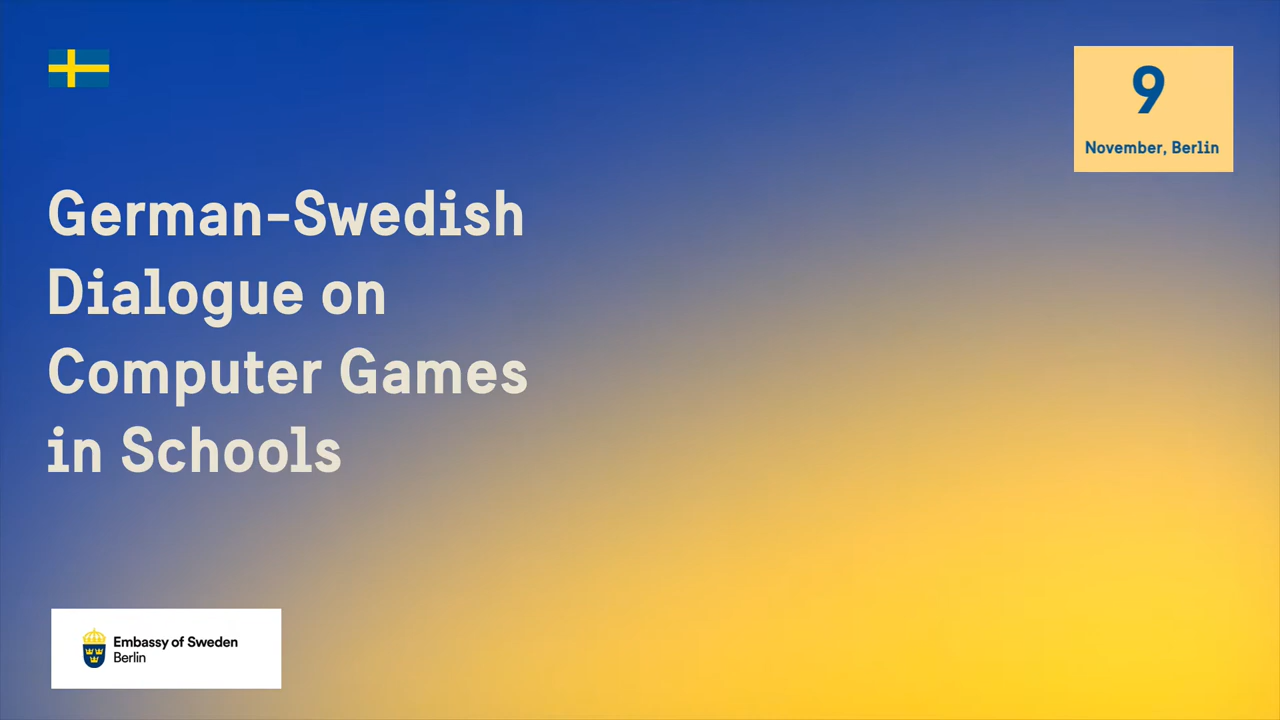 9
November, Berlin
German-Swedish
Dialogue on
Computer Games
in Schools
Embassy of Sweden
Berlin